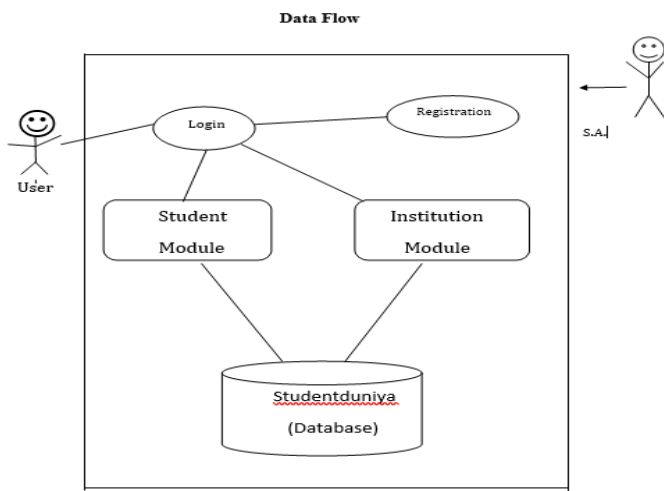 Data Flow
Login
Registration
S.A.
User
Student
Module
Institution
Module
Studentduniya
(Database)